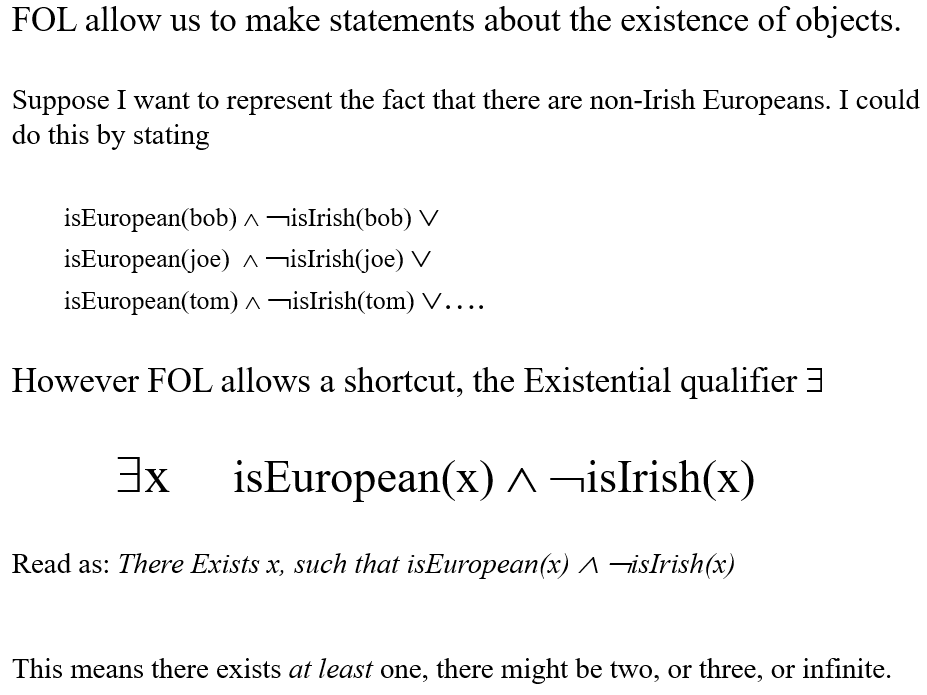 FOL allow us to make statements about the existence of objects.
Suppose I want to represent the fact that there are non-Irish Europeans. I could
do this by stating
isEuropean(bob) ∧ ¬isIrish(bob) ∨
isEuropean(joe) ∧ ¬isIrish(joe) ∨
isEuropean(tom) ∧ ¬isIrish(tom) ∨….
However FOL allows a shortcut, the Existential qualifier ∃
∃x isEuropean(x) ∧ ¬isIrish(x)
Read as: There Exists x, such that isEuropean(x) ∧ ¬isIrish(x)
This means there exists at least one, there might be two, or three, or infinite.